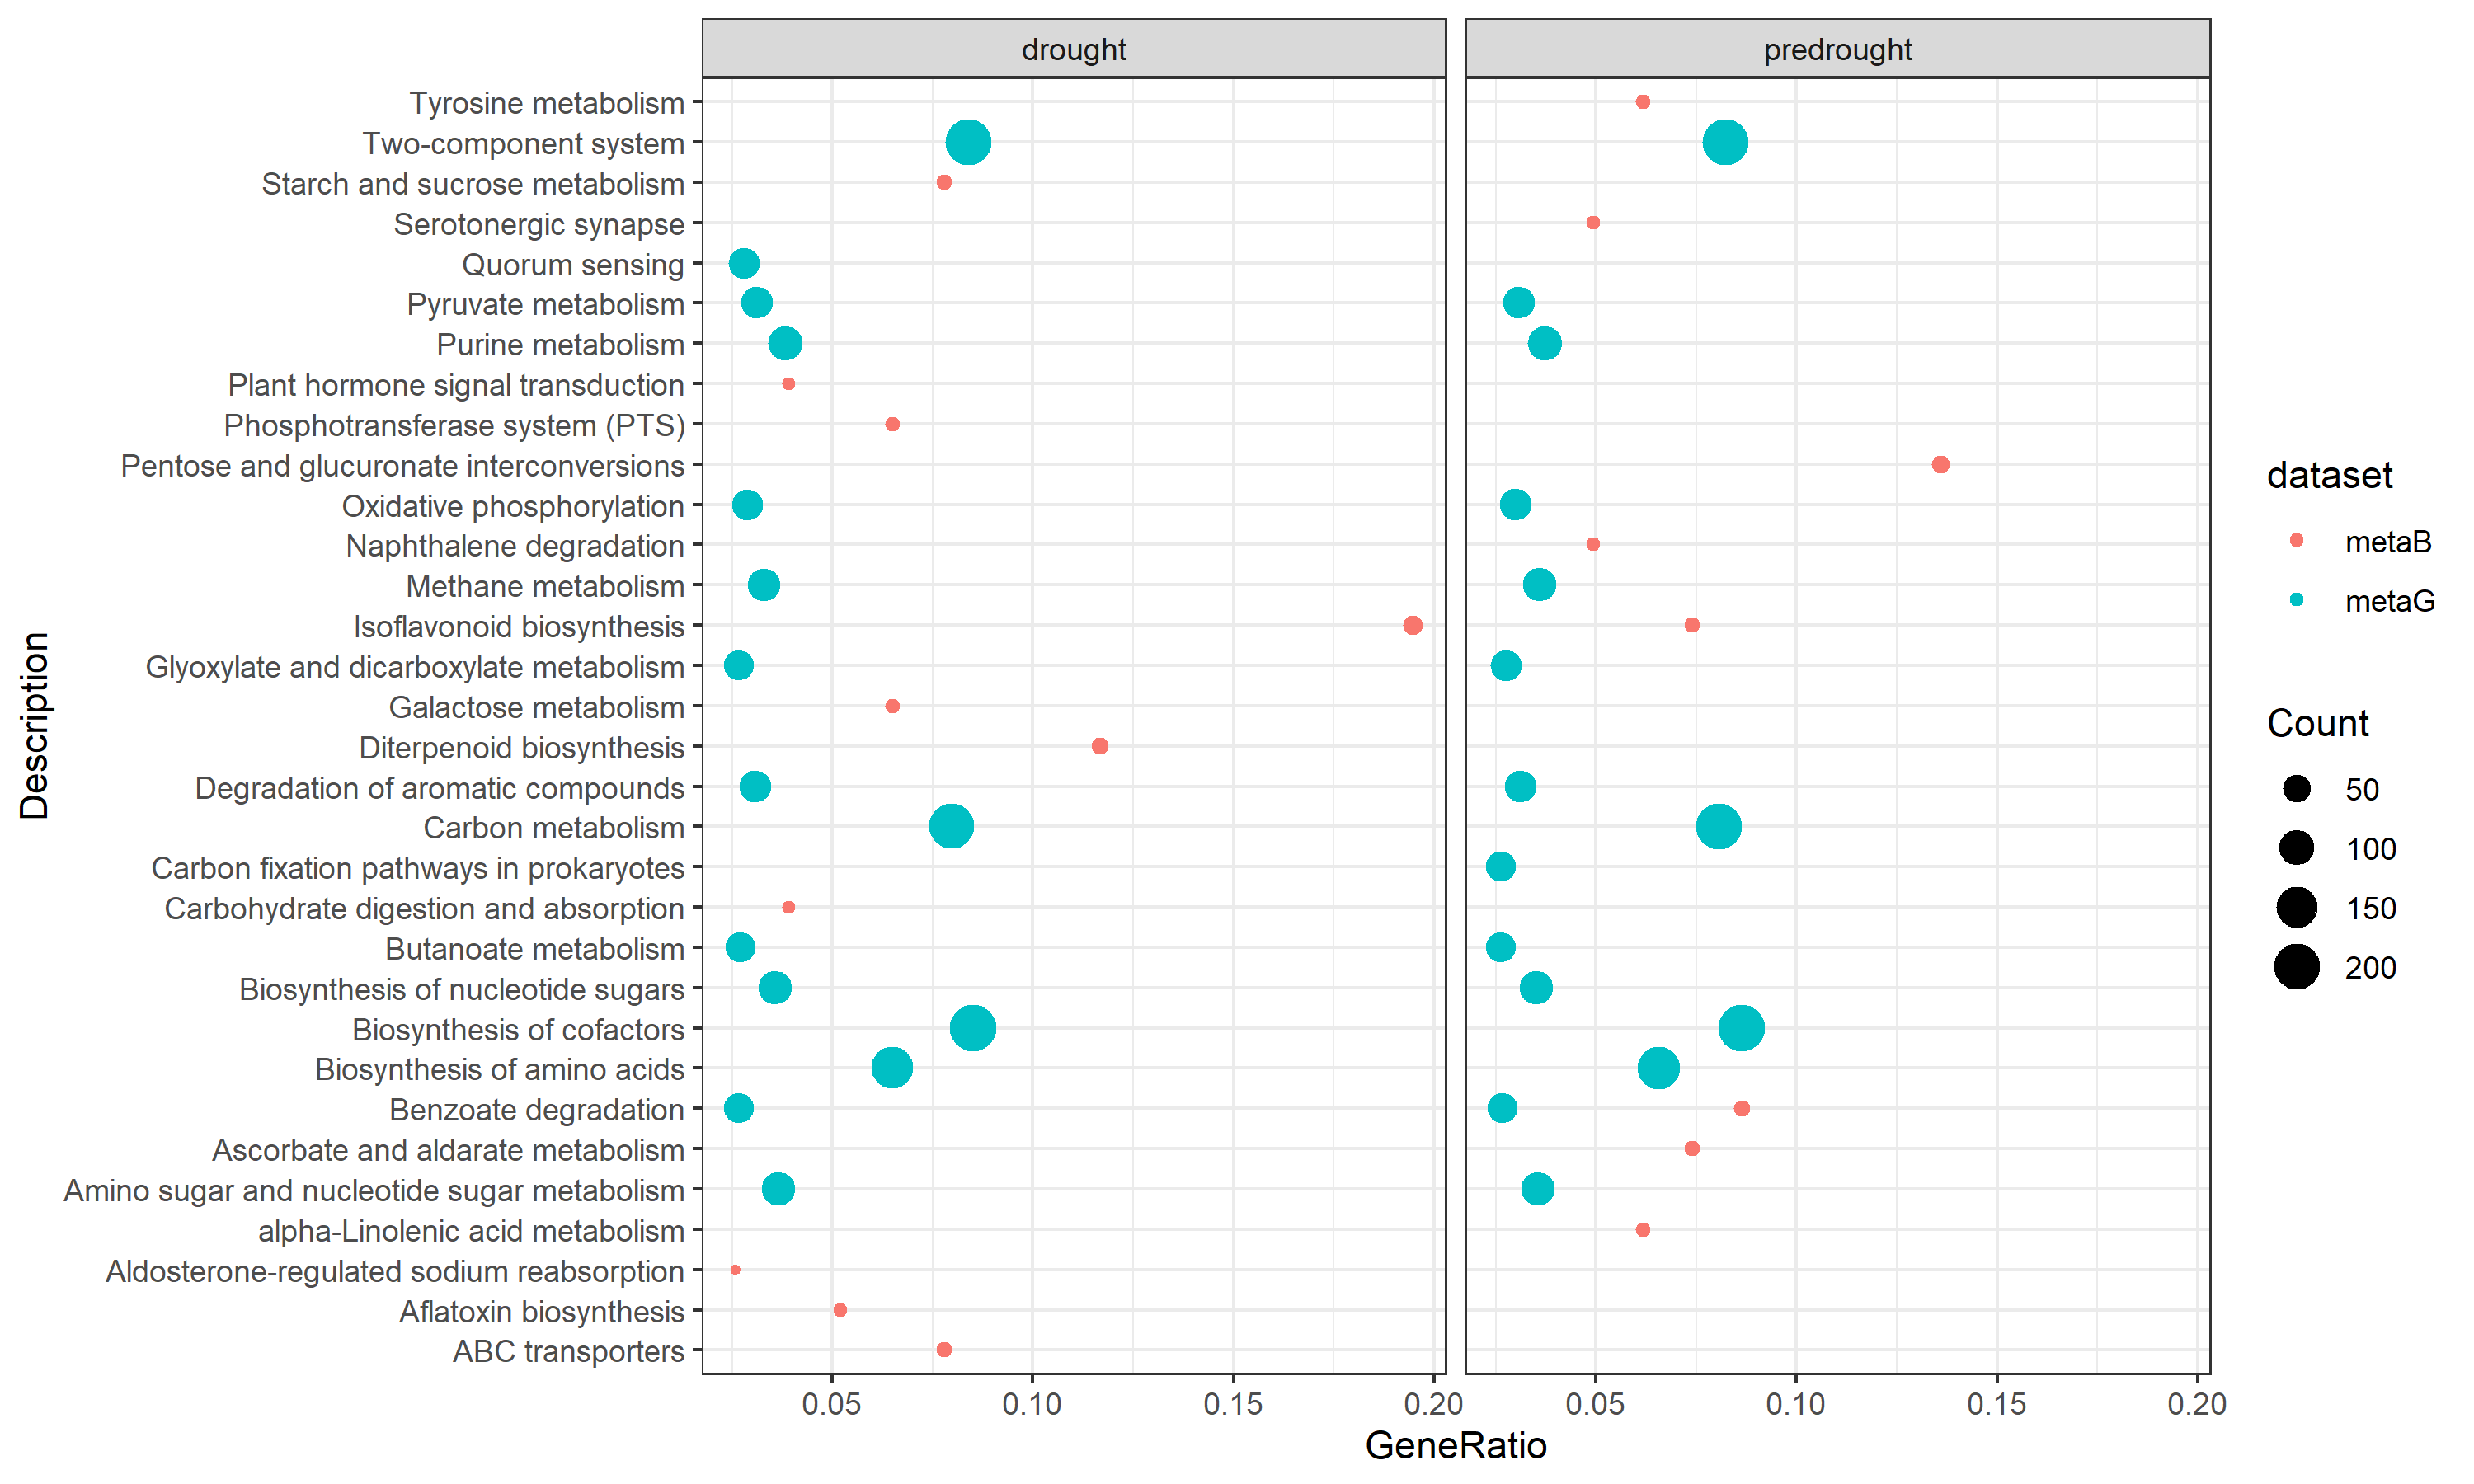 drought
predrought
Tyrosine metabolism
Two-component system
Starch and sucrose metabolism
Serotonergic synapse
Quorum sensing
Pyruvate metabolism
Purine metabolism
Plant hormone signal transduction
Phosphotransferase system (PTS)
Pentose and glucuronate interconversions
Oxidative phosphorylation
Naphthalene degradation
Methane metabolism
Isoflavonoid biosynthesis
Glyoxylate and dicarboxylate metabolism
Galactose metabolism
Diterpenoid biosynthesis
Degradation of aromatic compounds
Carbon metabolism
Carbon fixation pathways in prokaryotes
Carbohydrate digestion and absorption
Butanoate metabolism
Biosynthesis of nucleotide sugars
Biosynthesis of cofactors
Biosynthesis of amino acids
Benzoate degradation
Ascorbate and aldarate metabolism
Amino sugar and nucleotide sugar metabolism
alpha-Linolenic acid metabolism
Aldosterone-regulated sodium reabsorption
Aflatoxin biosynthesis
ABC transporters
Description
0.05 0.10 0.15 0.20
0.05 0.10 0.15 0.20
GeneRatio
dataset
metaB
metaG
Count
50
100
150
200